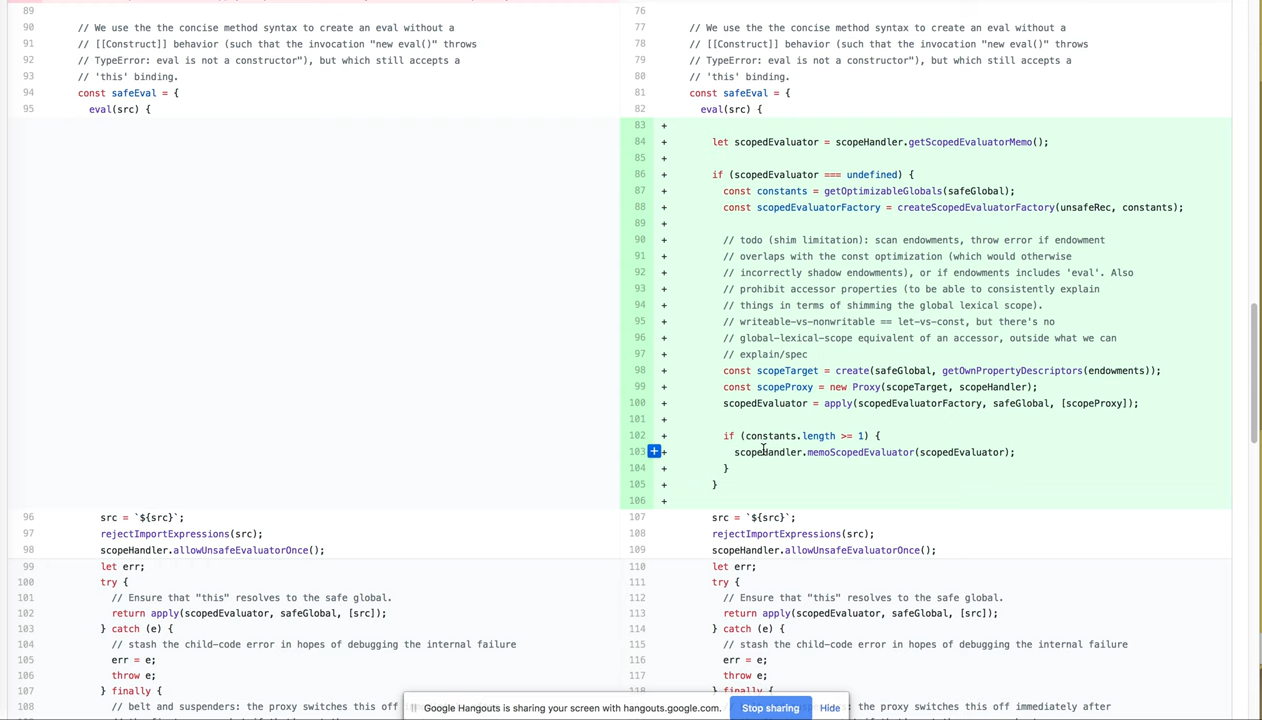 89
90 // We use the the concise method syntax to create an eval without a
91 // [[Construct]] behavior (such that the invocation "new eval()" throws
92 // TypeError: eval is not a constructor"), but which still accepts a
93 // 'this' binding.
94 const safeEval = {
95 eval(src) {
96 src = `${src}`;
97 rejectImportExpressions(src);
98 scopeHandler.allowUnsafeEvaluatorOnce();
99 let err;
100 try {
101 // Ensure that "this" resolves to the safe global.
102 return apply(scopedEvaluator, safeGlobal, [src]);
103 } catch (e) {
104 // stash the child-code error in hopes of debugging the internal failure
105 err = e;
106 throw e;
107 } finally {
108 // belt and suspenders: the proxy switches this off
76
77 // We use the the concise method syntax to create an eval without a
78 // [[Construct]] behavior (such that the invocation "new eval()" throws
79 // TypeError: eval is not a constructor"), but which still accepts a
80 // 'this' binding.
81 const safeEval = {
82 eval(src) {
83 +
84 + let scopedEvaluator = scopeHandler.getScopedEvaluatorMemo();
85 +
86 + if (scopedEvaluator === undefined) {
87 + const constants = getOptimizableGlobals(safeGlobal);
88 + const scopedEvaluatorFactory = createScopedEvaluatorFactory(unsafeRec, constants);
89 +
90 + // todo (shim limitation): scan endowments, throw error if endowment
91 + // overlaps with the const optimization (which would otherwise
92 + // incorrectly shadow endowments), or if endowments includes 'eval'. Also
93 + // prohibit accessor properties (to be able to consistently explain
94 + // things in terms of shimming the global lexical scope).
95 + // writeable-vs-nonwritable == let-vs-const, but there's no
96 + // global-lexical-scope equivalent of an accessor, outside what we can
97 + // explain/spec
98 + const scopeTarget = create(safeGlobal, getOwnPropertyDescriptors(endowments));
99 + const scopeProxy = new Proxy(scopeTarget, scopeHandler);
100 + scopedEvaluator = apply(scopedEvaluatorFactory, safeGlobal, [scopeProxy]);
101 +
102 + if (constants.length >= 1) {
103 + scopeHandler.memoScopedEvaluator(scopedEvaluator);
104 + }
105 + }
106 +
107 src = `${src}`;
108 rejectImportExpressions(src);
109 scopeHandler.allowUnsafeEvaluatorOnce();
110 let err;
111 try {
112 // Ensure that "this" resolves to the safe global.
113 return apply(scopedEvaluator, safeGlobal, [src]);
114 } catch (e) {
115 // stash the child-code error in hopes of debugging the internal failure
116 err = e;
117 throw e;
118 } finally {
this off immediately after
Google Hangouts is sharing your screen with hangouts.google.com. Stop sharing Hide